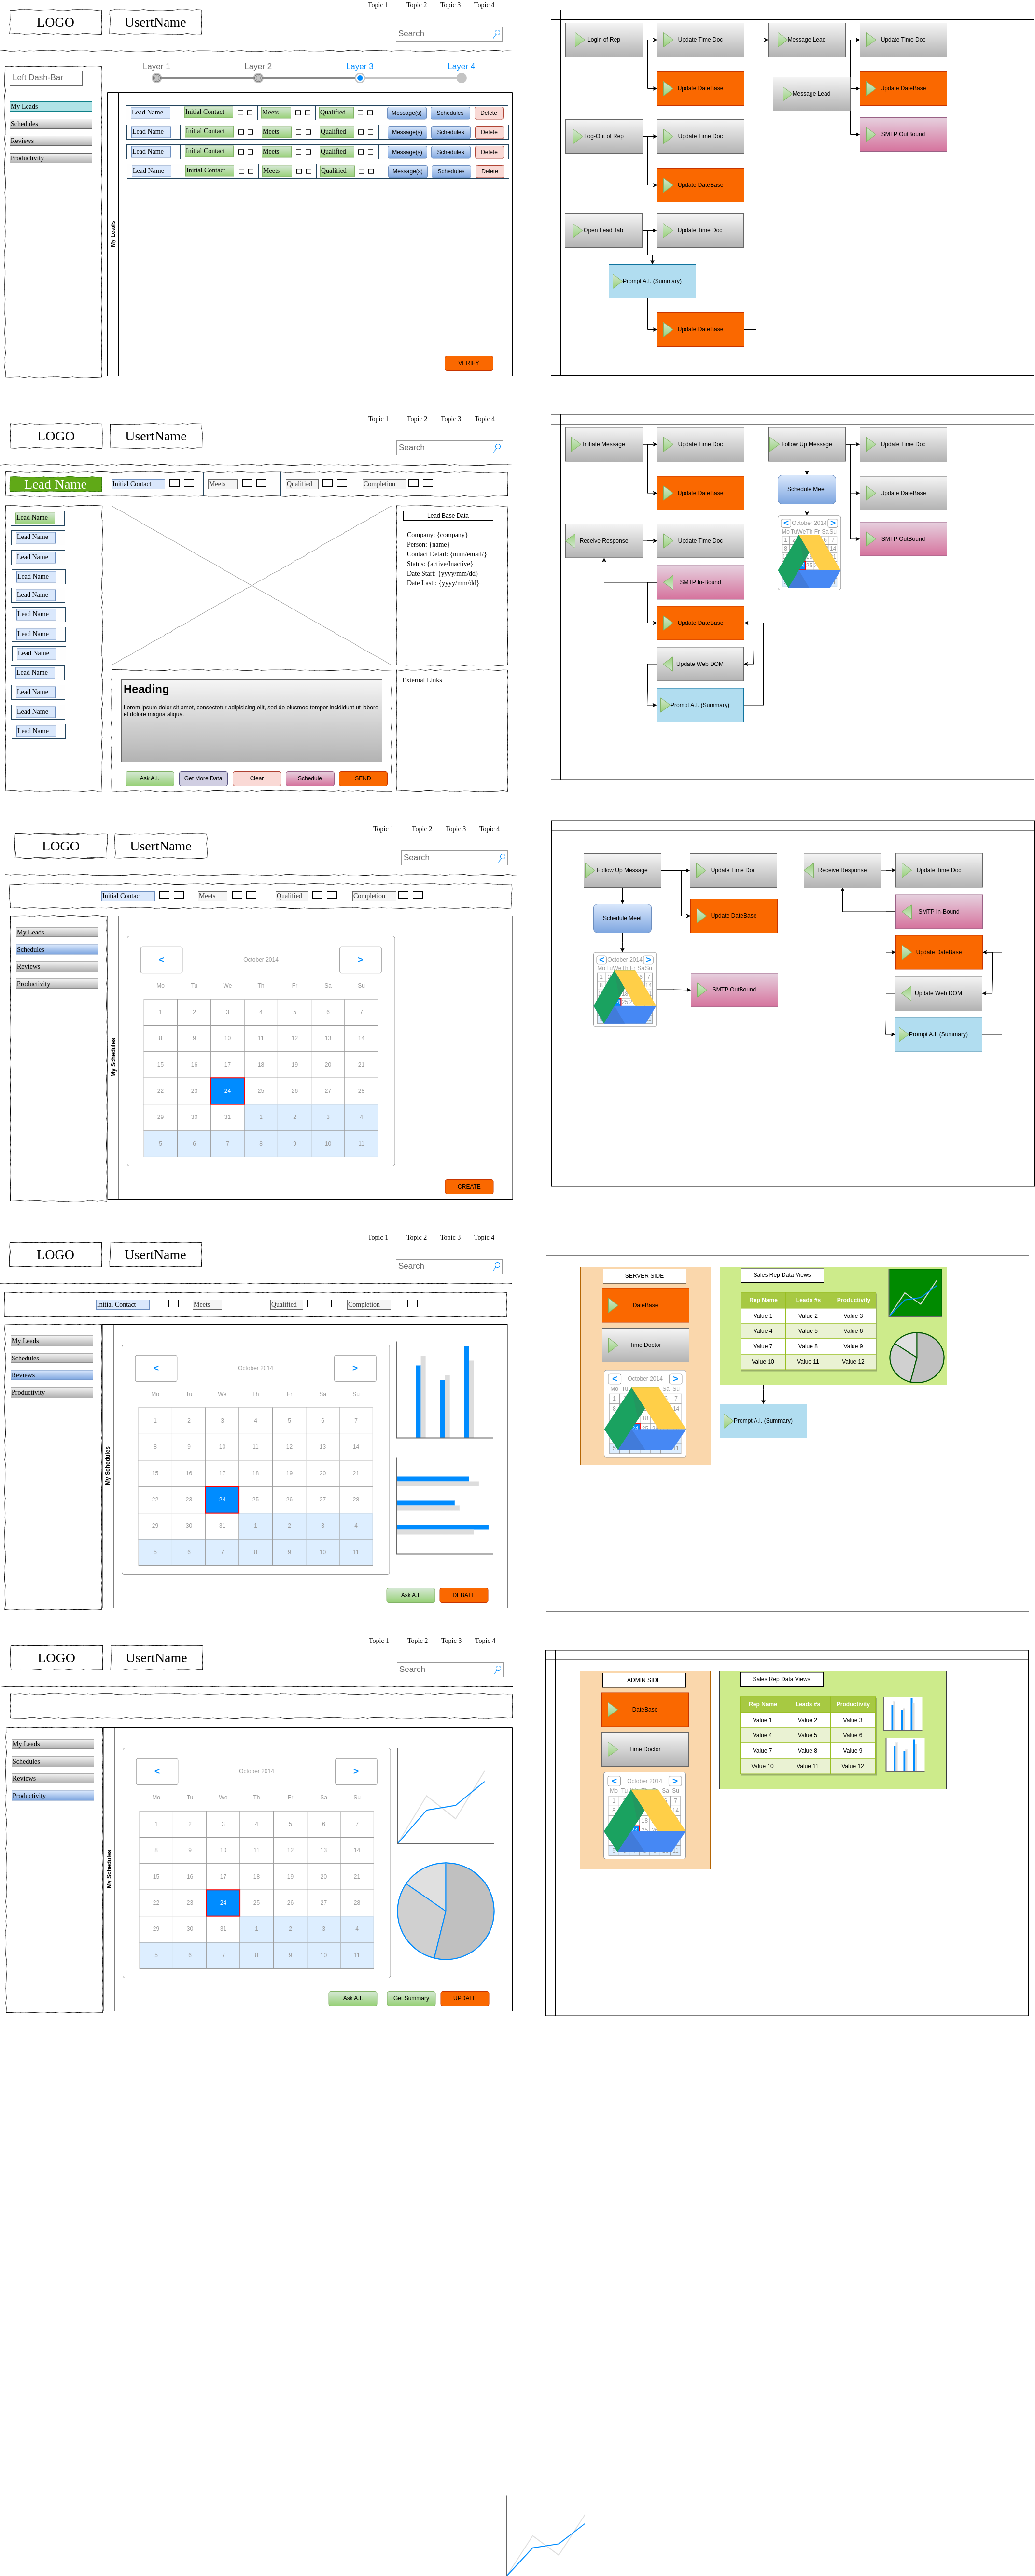 Topic 1 Topic 2 Topic 3 Topic 4
LOGO UsertName
Search
Layer 1 Layer 2 Layer 3 Layer 4
Left Dash-Bar
My Leads
Schedules
Reviews
Productivity
My Leads
Lead Name Initial Contact Meets Qualified Message(s) Schedules Delete
Lead Name Initial Contact Meets Qualified Message(s) Schedules Delete
Lead Name Initial Contact Meets Qualified Message(s) Schedules Delete
Lead Name Initial Contact Meets Qualified Message(s) Schedules Delete
VERIFY
Login of Rep Update Time Doc Message Lead Update Time Doc
Update DateBase Message Lead Update DateBase
Log-Out of Rep Update Time Doc SMTP OutBound
Update DateBase
Open Lead Tab Update Time Doc
Prompt A.I. (Summary)
Update DateBase
Topic 1 Topic 2 Topic 3 Topic 4
LOGO UsertName
Search
Lead Name Initial Contact Meets Qualified Completion
Lead Name
Lead Name
Lead Name
Lead Name
Lead Name
Lead Name
Lead Name
Lead Name
Lead Name
Lead Name
Lead Name
Lead Name
Lead Base Data
Company: {company}
Person: {name}
Contact Detail: {num/email/}
Status: {active/Inactive}
Date Start: {yyyy/mm/dd}
Date Lastt: {yyyy/mm/dd}
External Links
Heading
Lorem ipsum dolor sit amet, consectetur adipisicing elit, sed do eiusmod tempor incididunt ut labore
et dolore magna aliqua.
Ask A.I. Get More Data Clear Schedule SEND
Initiate Message Update Time Doc Follow Up Message Update Time Doc
Update DateBase Schedule Meet Update DateBase
< October 2014 >
Mo Tu We Th Fr Sa Su
Receive Response Update Time Doc SMTP OutBound
SMTP In-Bound
Update DateBase
Update Web DOM
Prompt A.I. (Summary)
Topic 1 Topic 2 Topic 3 Topic 4
LOGO UsertName
Search
Initial Contact Meets Qualified Completion
My Leads
Schedules
Reviews
Productivity
My Schedules
< October 2014 >
Mo Tu We Th Fr Sa Su
1 2 3 4 5 6 7
8 9 10 11 12 13 14
15 16 17 18 19 20 21
22 23 24 25 26 27 28
29 30 31 1 2 3 4
5 6 7 8 9 10 11
CREATE
Follow Up Message Update Time Doc Receive Response Update Time Doc
Schedule Meet Update DateBase SMTP In-Bound
< October 2014 >
Mo Tu We Th Fr Sa Su
Update DateBase
SMTP OutBound Update Web DOM
Prompt A.I. (Summary)
Topic 1 Topic 2 Topic 3 Topic 4
LOGO UsertName
Search
Initial Contact Meets Qualified Completion
My Leads
Schedules
Reviews
Productivity
My Schedules
< October 2014 >
Mo Tu We Th Fr Sa Su
1 2 3 4 5 6 7
8 9 10 11 12 13 14
15 16 17 18 19 20 21
22 23 24 25 26 27 28
29 30 31 1 2 3 4
5 6 7 8 9 10 11
Ask A.I. DEBATE
SERVER SIDE
DateBase
Time Doctor
< October 2014 >
Sales Rep Data Views
Rep Name Leads #s Productivity
Value 1 Value 2 Value 3
Value 4 Value 5 Value 6
Value 7 Value 8 Value 9
Value 10 Value 11 Value 12
Prompt A.I. (Summary)
Topic 1 Topic 2 Topic 3 Topic 4
LOGO UsertName
Search
My Leads
Schedules
Reviews
Productivity
My Schedules
< October 2014 >
Mo Tu We Th Fr Sa Su
1 2 3 4 5 6 7
8 9 10 11 12 13 14
15 16 17 18 19 20 21
22 23 24 25 26 27 28
29 30 31 1 2 3 4
5 6 7 8 9 10 11
Ask A.I. Get Summary UPDATE
ADMIN SIDE
DateBase
Time Doctor
< October 2014 >
Sales Rep Data Views
Rep Name Leads #s Productivity
Value 1 Value 2 Value 3
Value 4 Value 5 Value 6
Value 7 Value 8 Value 9
Value 10 Value 11 Value 12